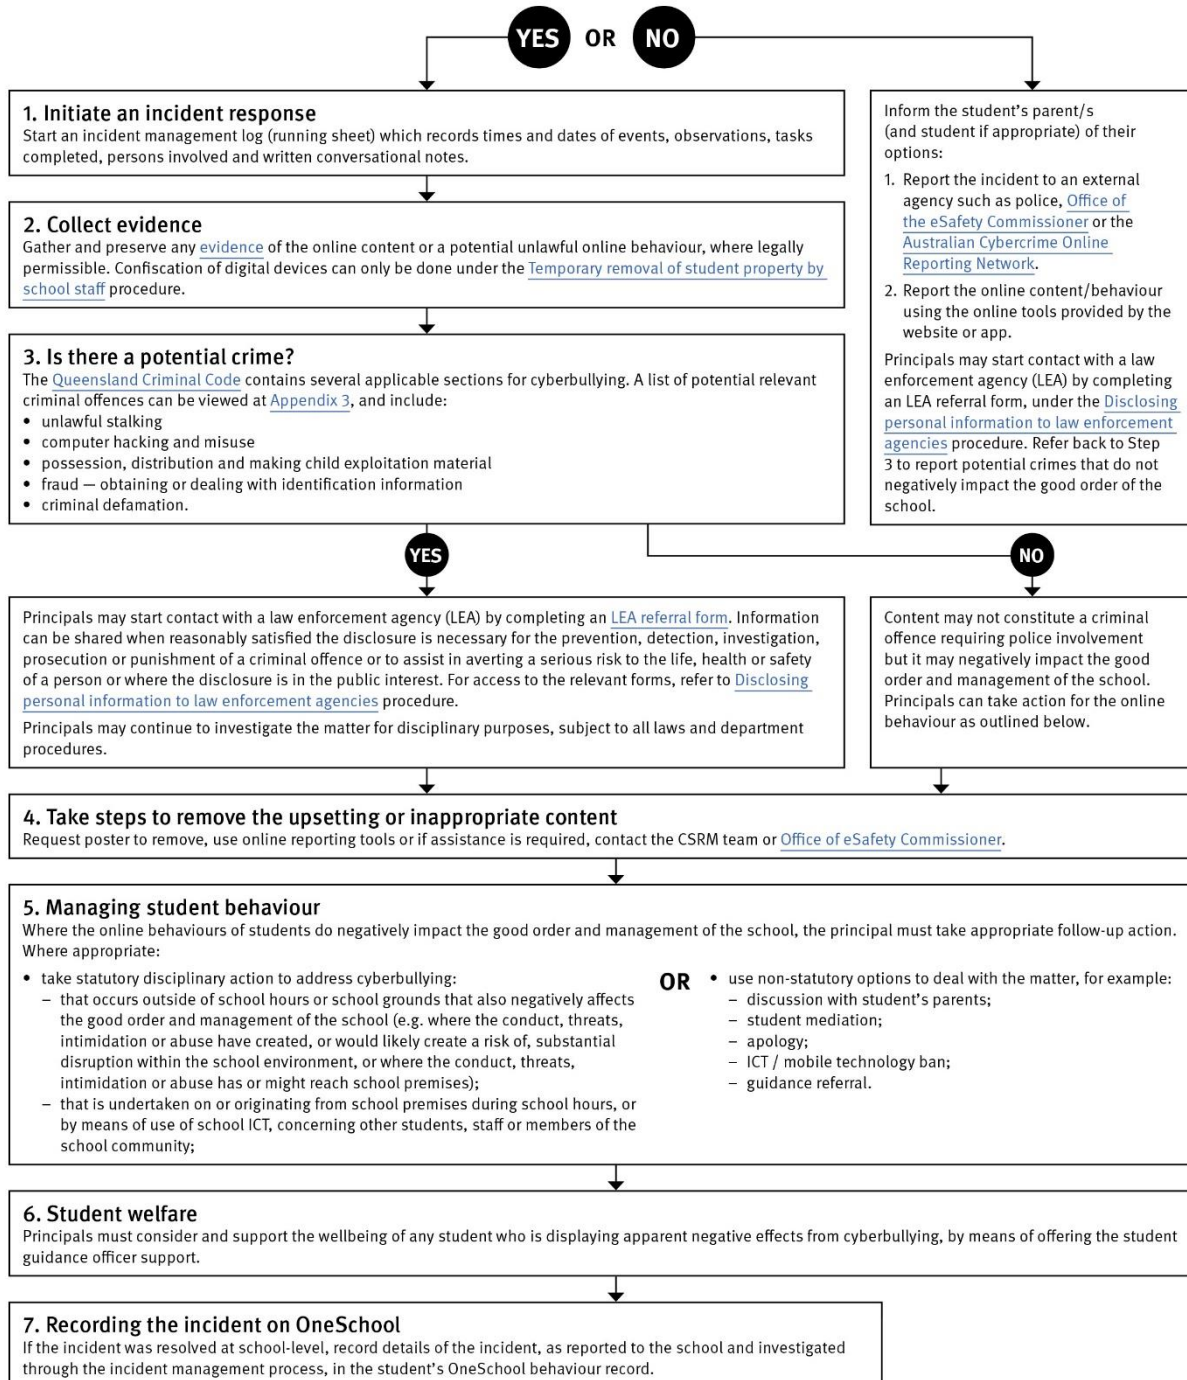 YES OR NO
1. Initiate an incident response
Start an incident management log (running sheet) which records times and dates of events, observations, tasks
completed, persons involved and written conversational notes.
2. Collect evidence
Gather and preserve any evidence of the online content or a potential unlawful online behaviour, where legally
permissible. Confiscation of digital devices can only be done under the Temporary removal of student property by
school staff procedure.
3. Is there a potential crime?
The Queensland Criminal Code contains several applicable sections for cyberbullying. A list of potential relevant
criminal offences can be viewed at Appendix 3, and include:
• unlawful stalking
• computer hacking and misuse
• possession, distribution and making child exploitation material
• fraud — obtaining or dealing with identification information
• criminal defamation.
Inform the student's parent/s
(and student if appropriate) of their
options:
1. Report the incident to an external
agency such as police, Office of
the eSafety Commissioner or the
Australian Cybercrime Online
Reporting Network.
2. Report the online content/behaviour
using the online tools provided by the
website or app.
Principals may start contact with a law
enforcement agency (LEA) by completing
an LEA referral form, under the Disclosing
personal information to law enforcement
agencies procedure. Refer back to Step
3 to report potential crimes that do not
negatively impact the good order of the
school.
YES
NO
Principals may start contact with a law enforcement agency (LEA) by completing an LEA referral form. Information
can be shared when reasonably satisfied the disclosure is necessary for the prevention, detection, investigation,
prosecution or punishment of a criminal offence or to assist in averting a serious risk to the life, health or safety
of a person or where the disclosure is in the public interest. For access to the relevant forms, refer to Disclosing
personal information to law enforcement agencies procedure.
Principals may continue to investigate the matter for disciplinary purposes, subject to all laws and department
procedures.
Content may not constitute a criminal
offence requiring police involvement
but it may negatively impact the good
order and management of the school.
Principals can take action for the online
behaviour as outlined below.
4. Take steps to remove the upsetting or inappropriate content
Request poster to remove, use online reporting tools or if assistance is required, contact the CSRM team or Office of eSafety Commissioner.
5. Managing student behaviour
Where the online behaviours of students do negatively impact the good order and management of the school, the principal must take appropriate follow-up action.
Where appropriate:
• take statutory disciplinary action to address cyberbullying:
– that occurs outside of school hours or school grounds that also negatively affects
the good order and management of the school (e.g. where the conduct, threats,
intimidation or abuse have created, or would likely create a risk of, substantial
disruption within the school environment, or where the conduct, threats,
intimidation or abuse has or might reach school premises);
– that is undertaken on or originating from school premises during school hours, or
by means of use of school ICT, concerning other students, staff or members of the
school community;
OR
• use non-statutory options to deal with the matter, for example:
– discussion with student's parents;
– student mediation;
– apology;
– ICT / mobile technology ban;
– guidance referral.
6. Student welfare
Principals must consider and support the wellbeing of any student who is displaying apparent negative effects from cyberbullying, by means of offering the student
guidance officer support.
7. Recording the incident on OneSchool
If the incident was resolved at school-level, record details of the incident, as reported to the school and investigated
through the incident management process, in the student's OneSchool behaviour record.